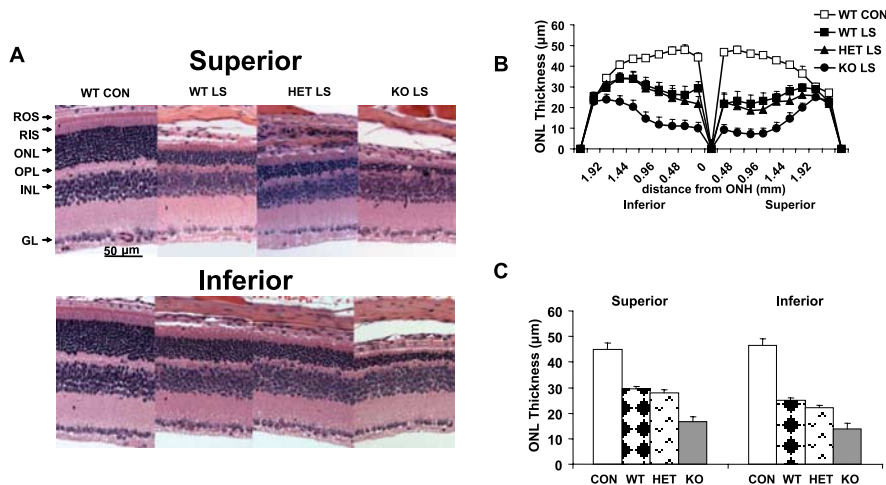 A
Superior
WT CON WT LS HET LS KO LS
ROS
RIS
ONL
OPL
INL
GL
50 µm
Inferior
B
WT CON
WT LS
HET LS
KO LS
ONL Thickness (µm)
60
50
40
30
20
10
0
1.92 1.44 0.96 0.48 0 0.48 0.96 1.44 1.92
distance from ONH (mm)
Inferior Superior
C
Superior Inferior
ONL Thickness (µm)
60
50
40
30
20
10
0
CON WT HET KO CON WT HET KO